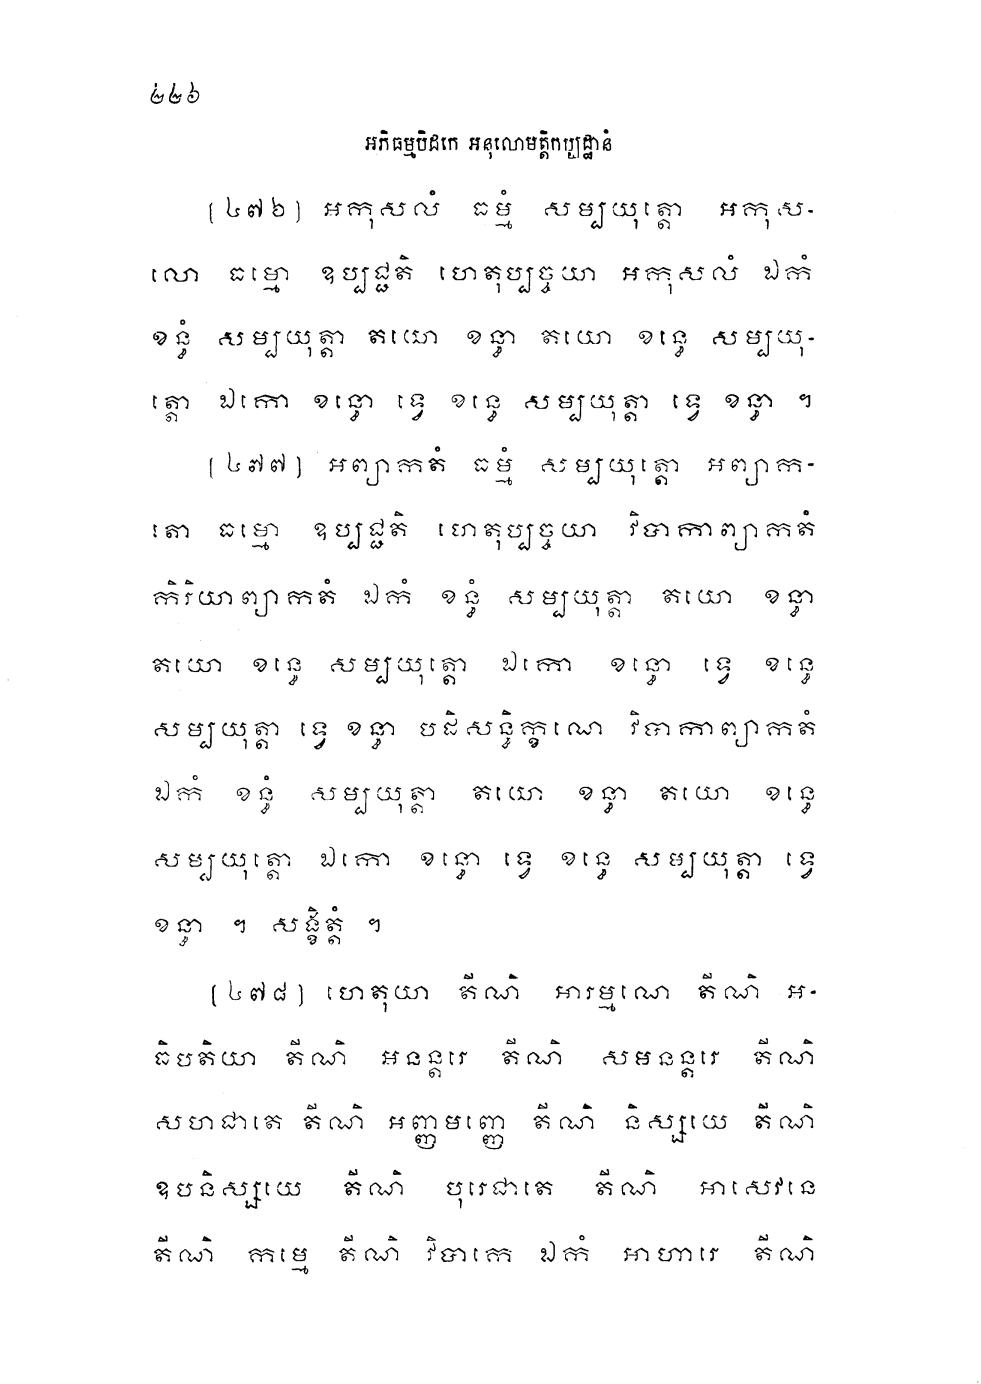 ៤៤៦
អភិធម្មបិដកេ អនុលោមត្តិកប្បដ្ឋានំ
(៤៧៦) អកុសលំ ធម្មំ សម្បយុត្តោ អកុស-
លោ ធម្មោ ឧប្បជ្ជតិ ហេតុប្បច្ចយា អកុសលំ ឯកំ
ខន្ធំ សម្បយុត្តា តយោ ខន្ធា តយោ ខន្ធេ សម្បយុ-
ត្តោ ឯកោ ខន្ធោ ទ្វេ ខន្ធេ សម្បយុត្តា ទ្វេ ខន្ធា ។
(៤៧៧) អព្យាកតំ ធម្មំ សម្បយុត្តោ អព្យាក-
តោ ធម្មោ ឧប្បជ្ជតិ ហេតុប្បច្ចយា វិបាកាព្យាកតំ
កិរិយាព្យាកតំ ឯកំ ខន្ធំ សម្បយុត្តា តយោ ខន្ធា
តយោ ខន្ធេ សម្បយុត្តោ ឯកោ ខន្ធោ ទ្វេ ខន្ធេ
សម្បយុត្តា ទ្វេ ខន្ធា បដិសន្ធិក្ខណេ វិបាកាព្យាកតំ
ឯកំ ខន្ធំ សម្បយុត្តា តយោ ខន្ធា តយោ ខន្ធេ
សម្បយុត្តោ ឯកោ ខន្ធោ ទ្វេ ខន្ធេ សម្បយុត្តា ទ្វេ
ខន្ធា ។ សង្ខិត្តំ ។
(៤៧៨) ហេតុយា តីណិ អារម្មណេ តីណិ អ-
ធិបតិយា តីណិ អនន្តរេ តីណិ សមនន្តរេ តីណិ
សហជាតេ តីណិ អញ្ញមញ្ញេ តីណិ និស្សយេ តីណិ
ឧបនិស្សយេ តីណិ បុរេជាតេ តីណិ អាសេវនេ
តីណិ កម្មេ តីណិ វិបាកេ ឯកំ អាហារេ តីណិ